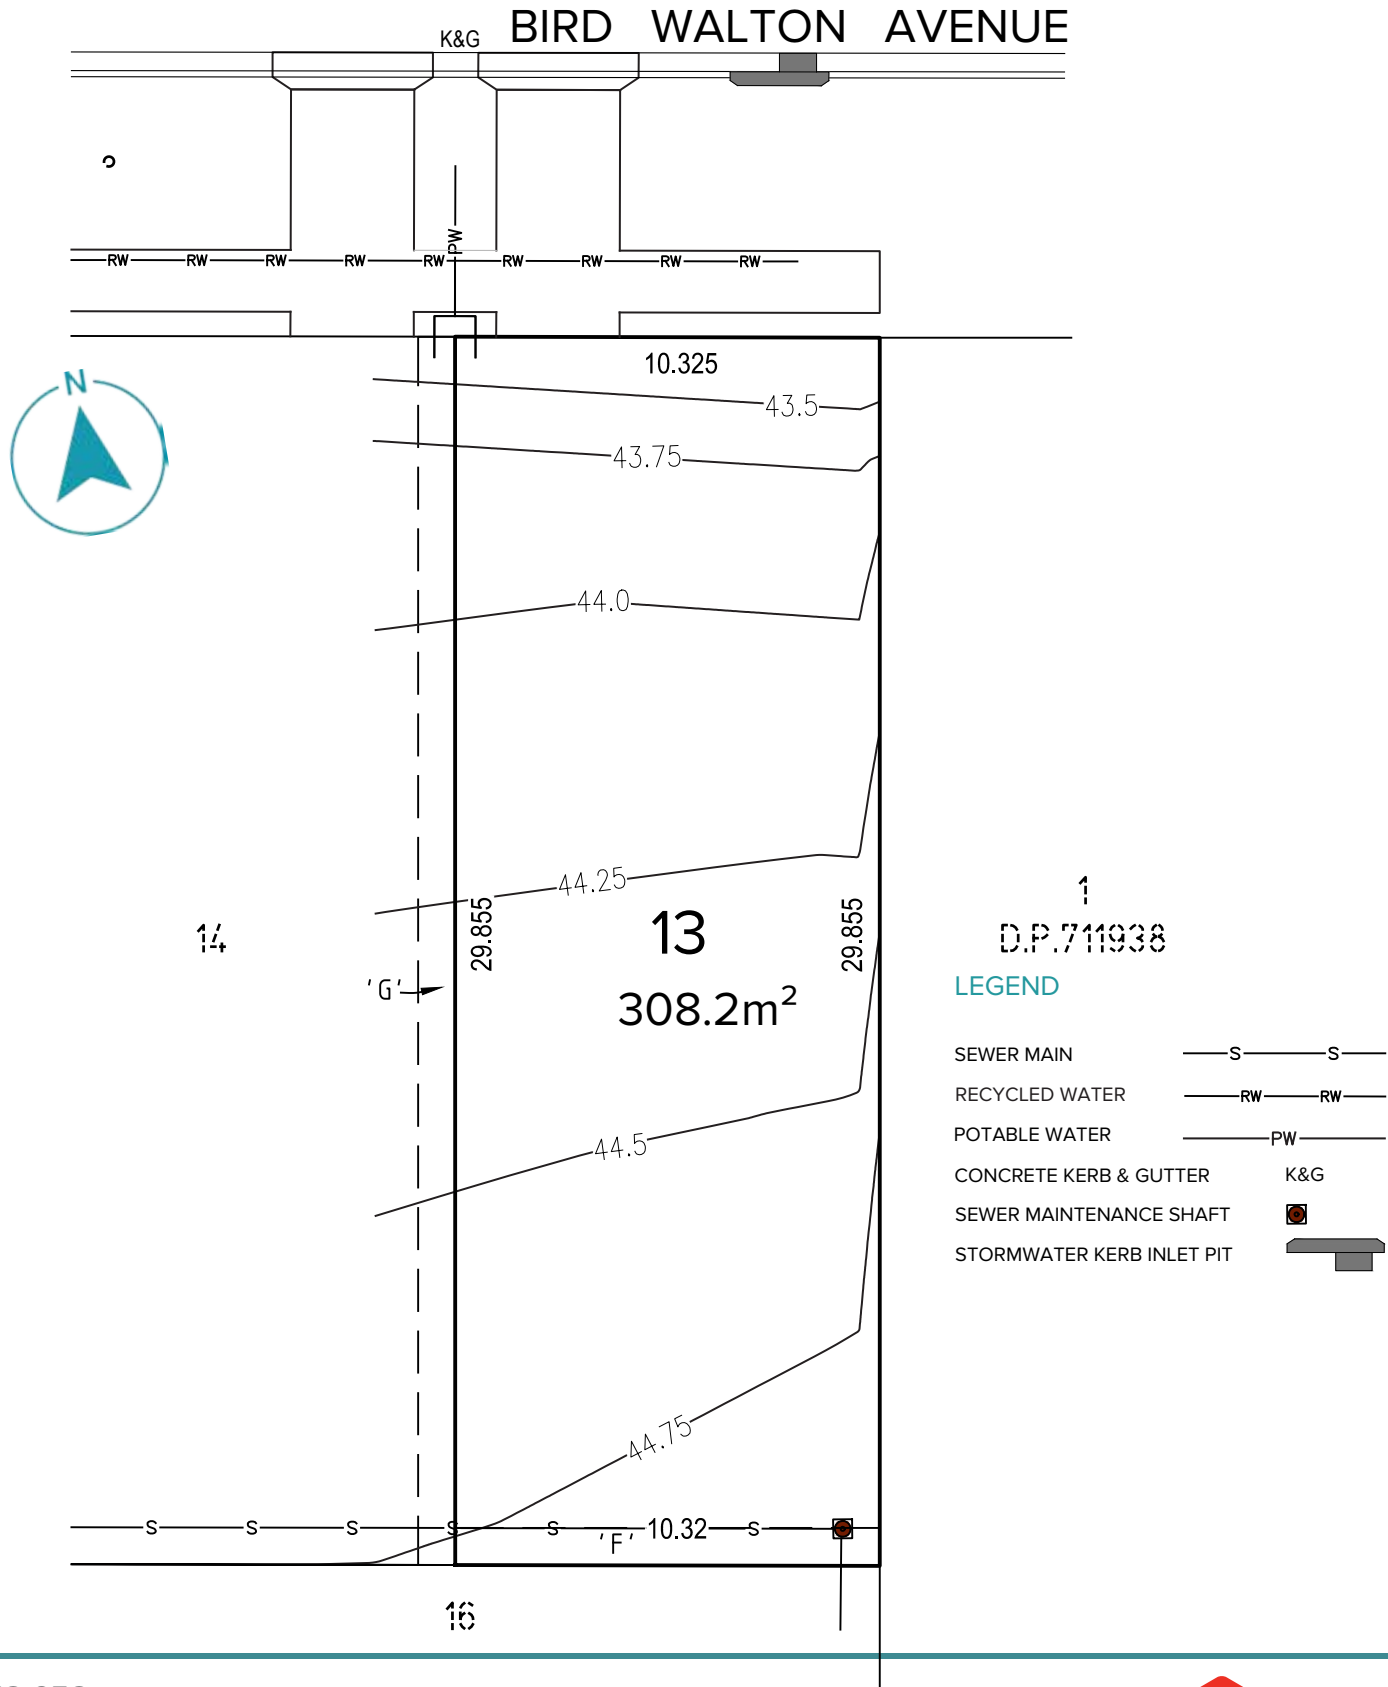 BIRD WALTON AVENUE
K&G
PW
RW RW RW RW RW RW RW RW RW
10.325
N
43.5
43.75
44.0
44.25
29.855
13
29.855
1
14
D.P.711938
'G'
308.2m²
LEGEND
SEWER MAIN S S
RECYCLED WATER RW RW
POTABLE WATER PW
44.5
CONCRETE KERB & GUTTER K&G
SEWER MAINTENANCE SHAFT
STORMWATER KERB INLET PIT
44.75
S S S S S 'F' 10.32 S
16